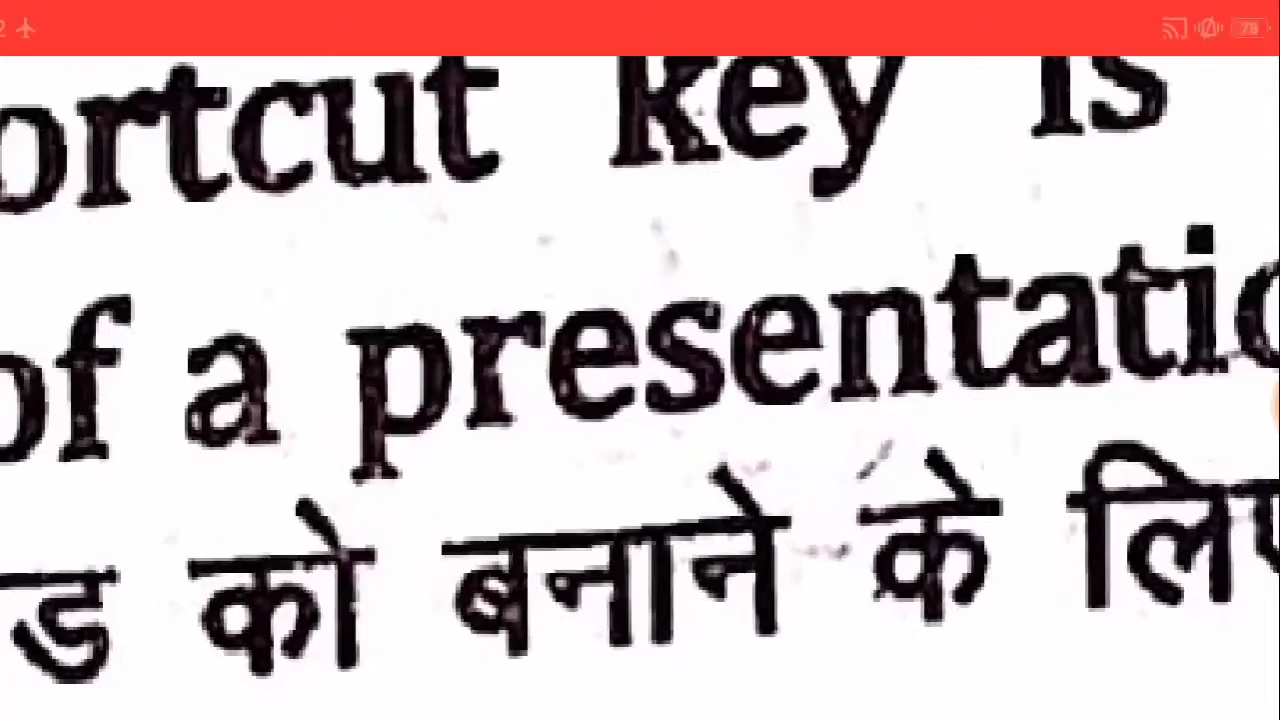 ortcut key is
of a presentatio
ड को बनाने के लिए